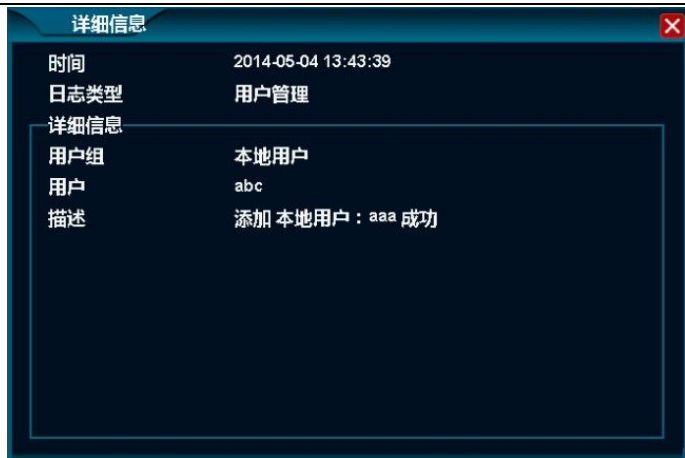 详细信息
时间 2014-05-04 13:43:39
日志类型 用户管理
详细信息
用户组 本地用户
用户 abc
描述 添加 本地用户：aaa 成功